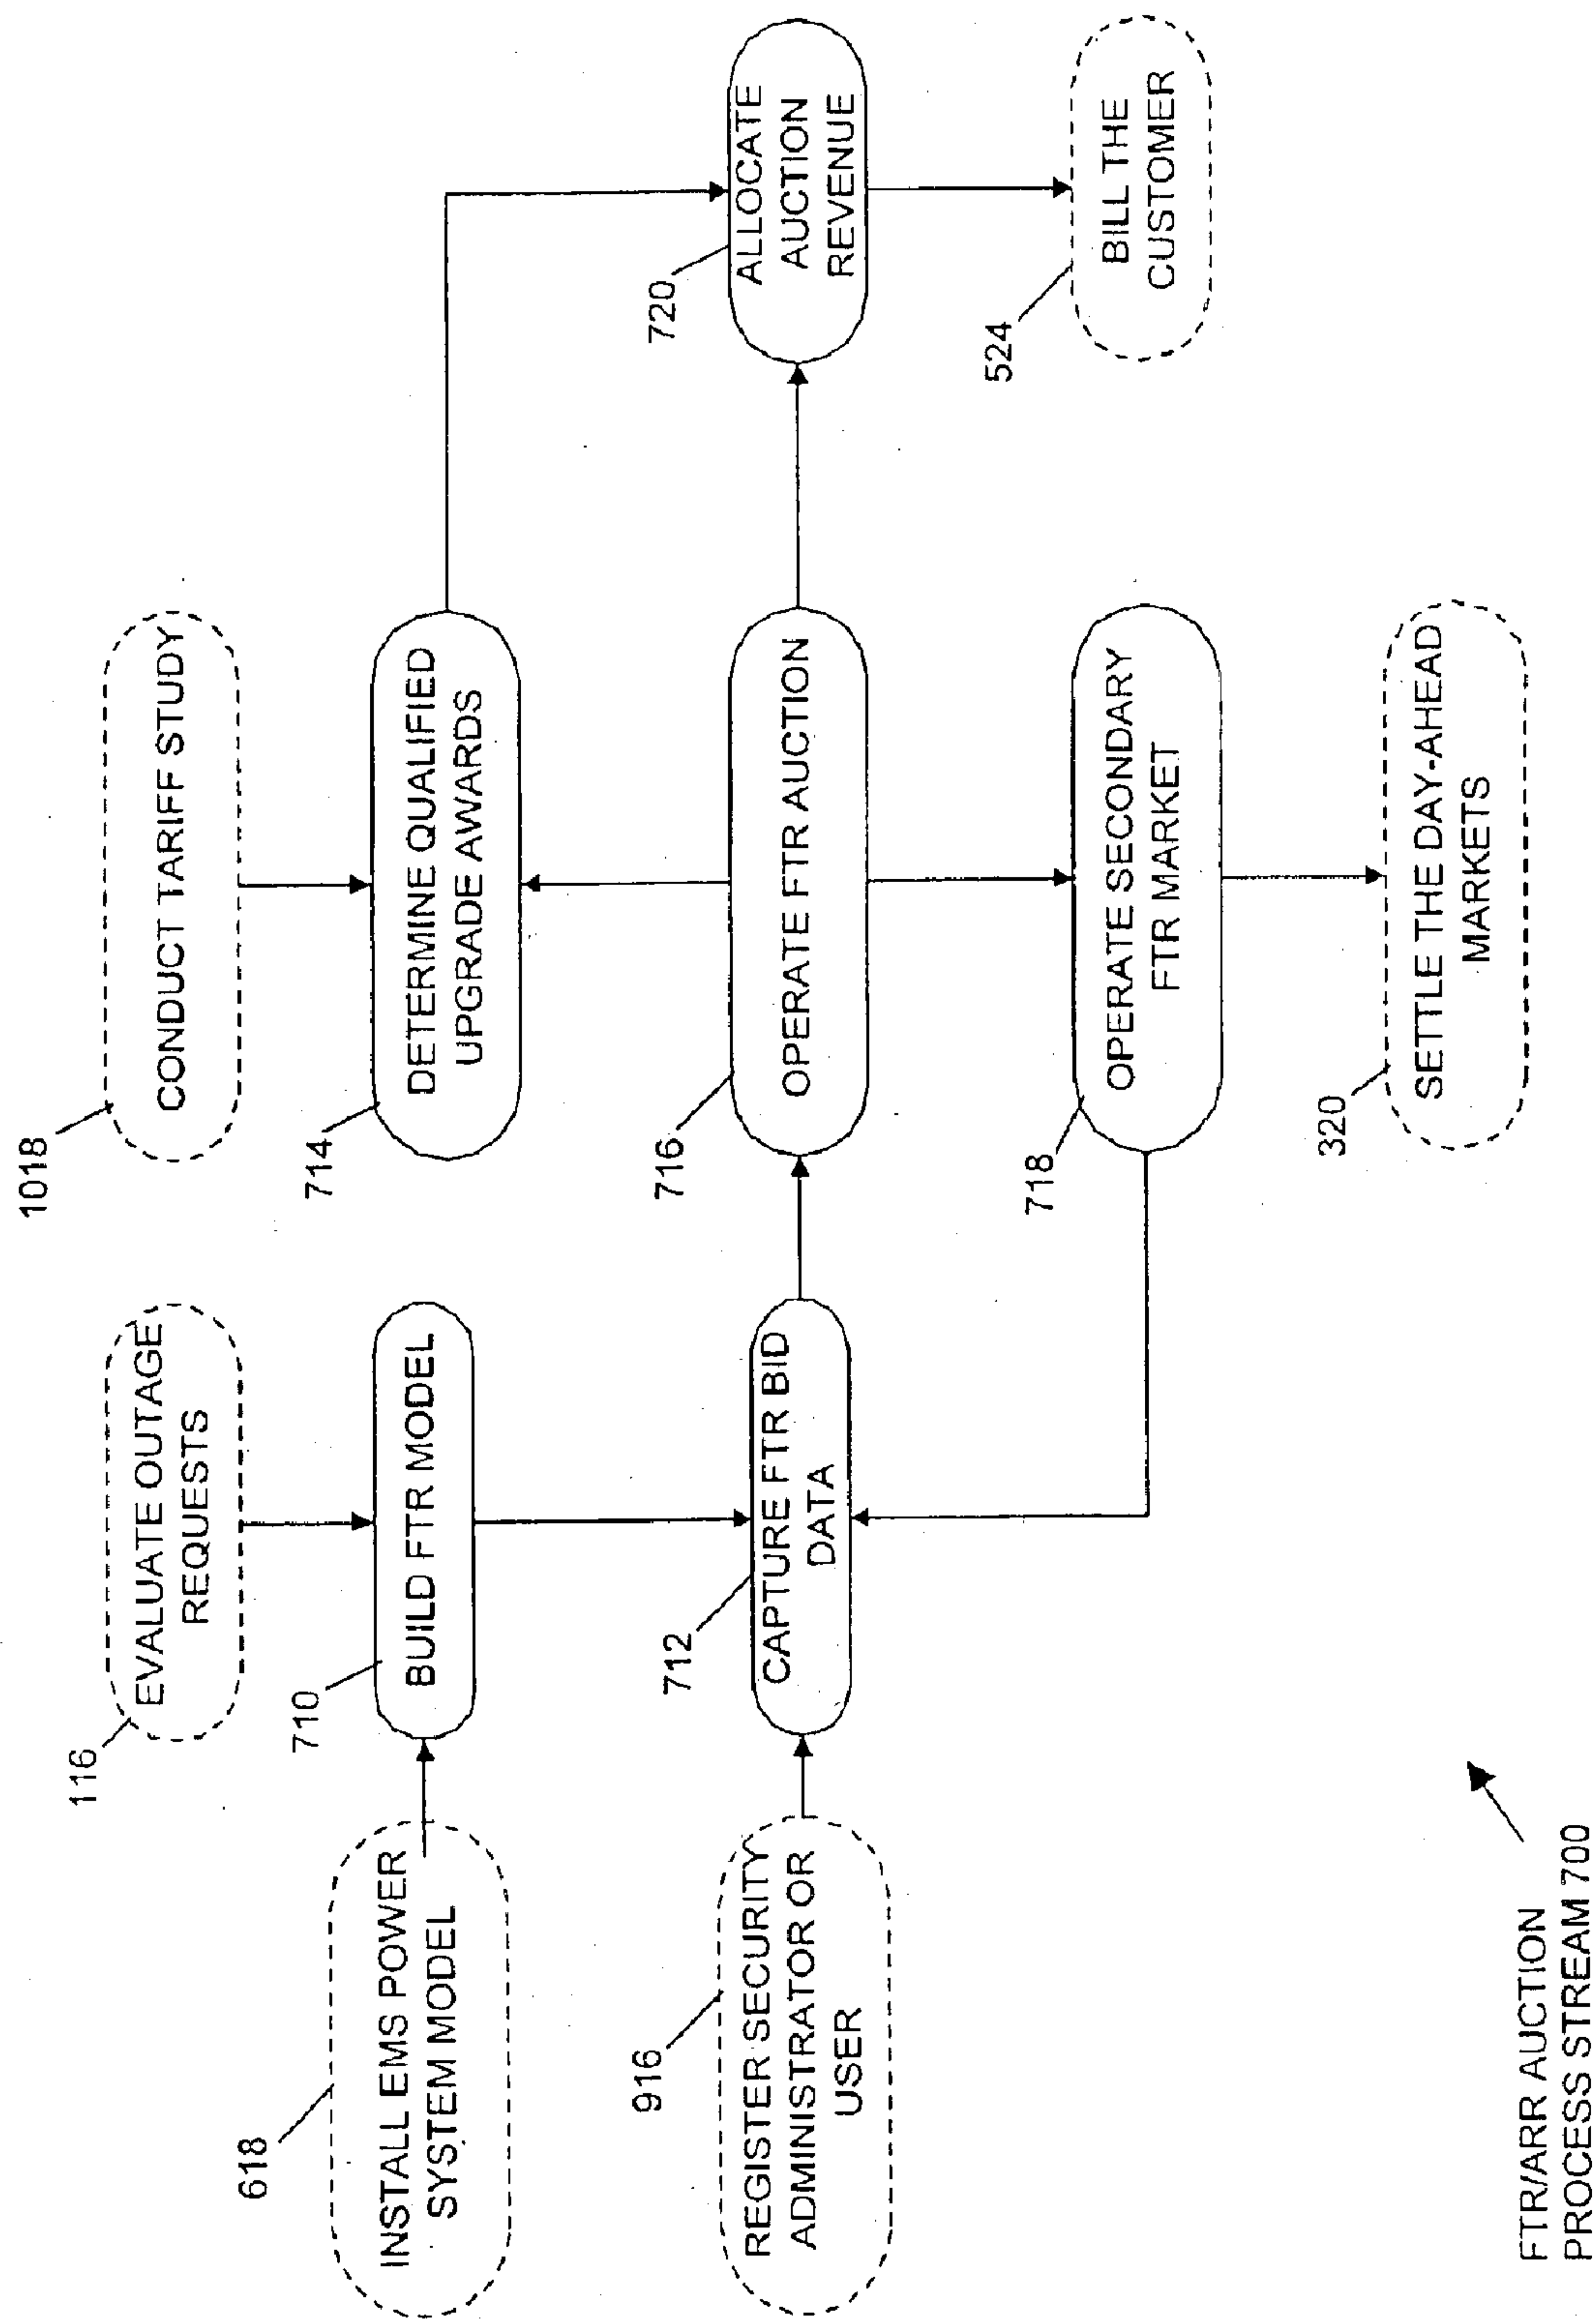 116
EVALUATE OUTAGE
REQUESTS
1018
CONDUCT TARIFF STUDY
618
INSTALL EMS POWER
SYSTEM MODEL
710
BUILD FTR MODEL
714
DETERMINE QUALIFIED
UPGRADE AWARDS
916
REGISTER SECURITY
ADMINISTRATOR OR
USER
712
CAPTURE FTR BID
DATA
716
OPERATE FTR AUCTION
720
ALLOCATE
AUCTION
REVENUE
718
OPERATE SECONDARY
FTR MARKET
524
BILL THE
CUSTOMER
320
SETTLE THE DAY-AHEAD
MARKETS
FTR/ARR AUCTION
PROCESS STREAM 700